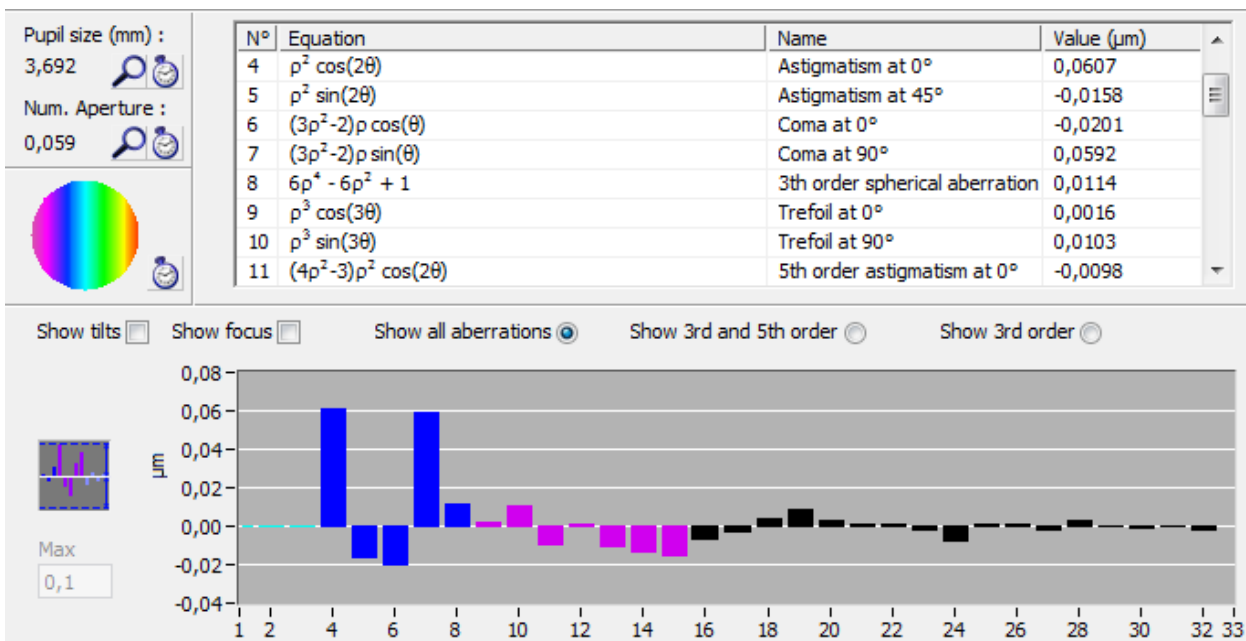 Pupil size (mm) :
3,692
Num. Aperture :
0,059
N° Equation Name Value (µm)
4 ρ² cos(2θ) Astigmatism at 0° 0,0607
5 ρ² sin(2θ) Astigmatism at 45° -0,0158
6 (3ρ²-2)ρ cos(θ) Coma at 0° -0,0201
7 (3ρ²-2)ρ sin(θ) Coma at 90° 0,0592
8 6ρ⁴ - 6ρ² + 1 3th order spherical aberration 0,0114
9 ρ³ cos(3θ) Trefoil at 0° 0,0016
10 ρ³ sin(3θ) Trefoil at 90° 0,0103
11 (4ρ²-3)ρ² cos(2θ) 5th order astigmatism at 0° -0,0098
Show tilts Show focus Show all aberrations Show 3rd and 5th order Show 3rd order
0,08
0,06
0,04
0,02
0,00
-0,02
-0,04
µm
Max
0,1
1 2 4 6 8 10 12 14 16 18 20 22 24 26 28 30 32 33